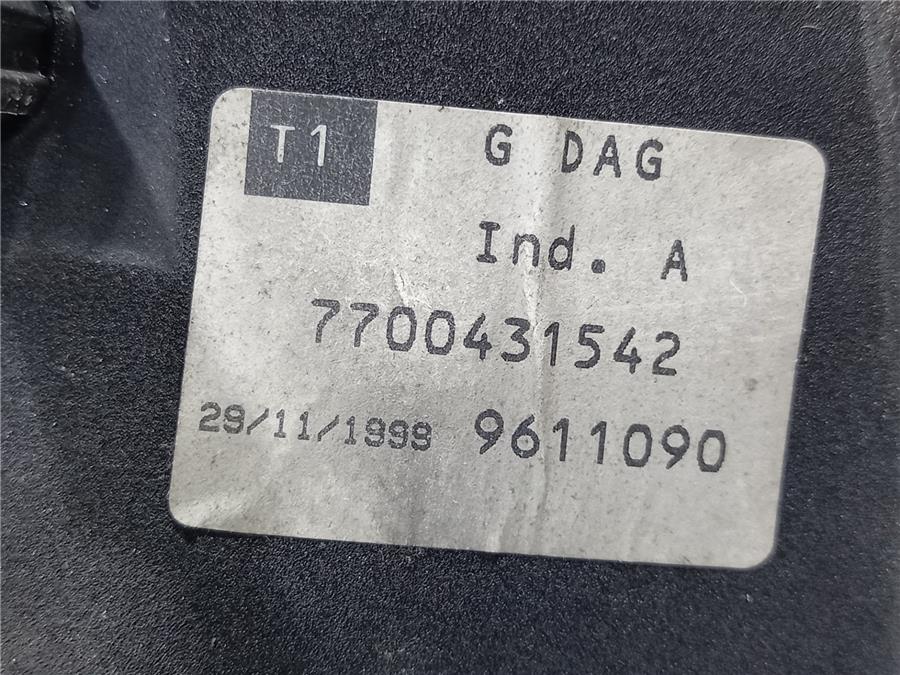 T1 G DAG
Ind. A
7700431542
29/11/1999 9611090